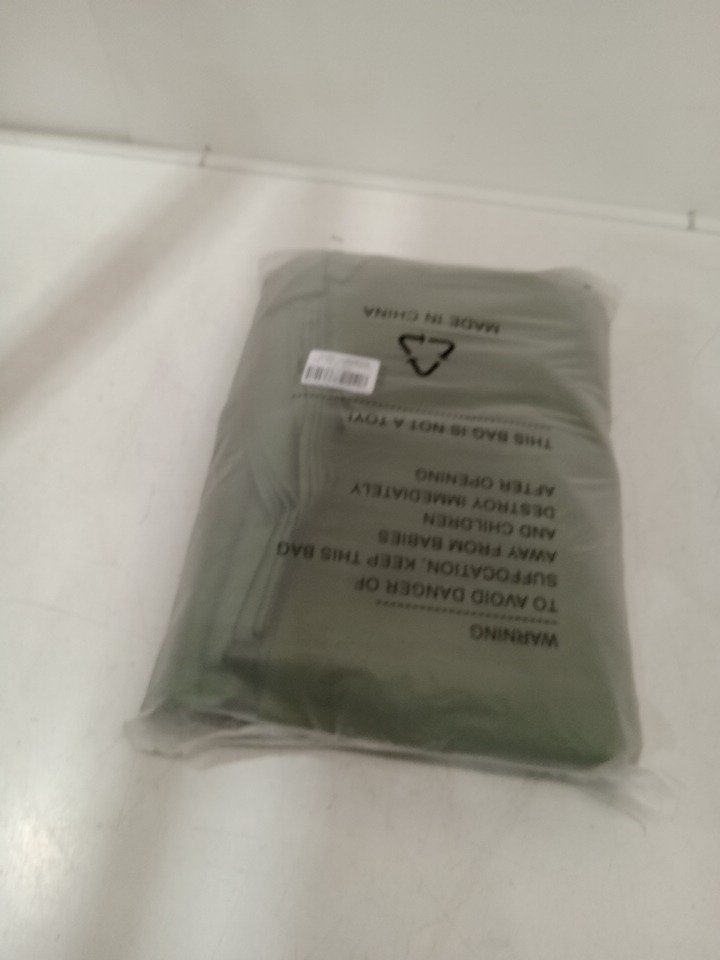 WARNING
TO AVOID DANGER OF
SUFFOCATION, KEEP THIS BAG
AWAY FROM BABIES
AND CHILDREN
DESTROY IMMEDIATELY
AFTER OPENING
THIS BAG IS NOT A TOY!
MADE IN CHINA